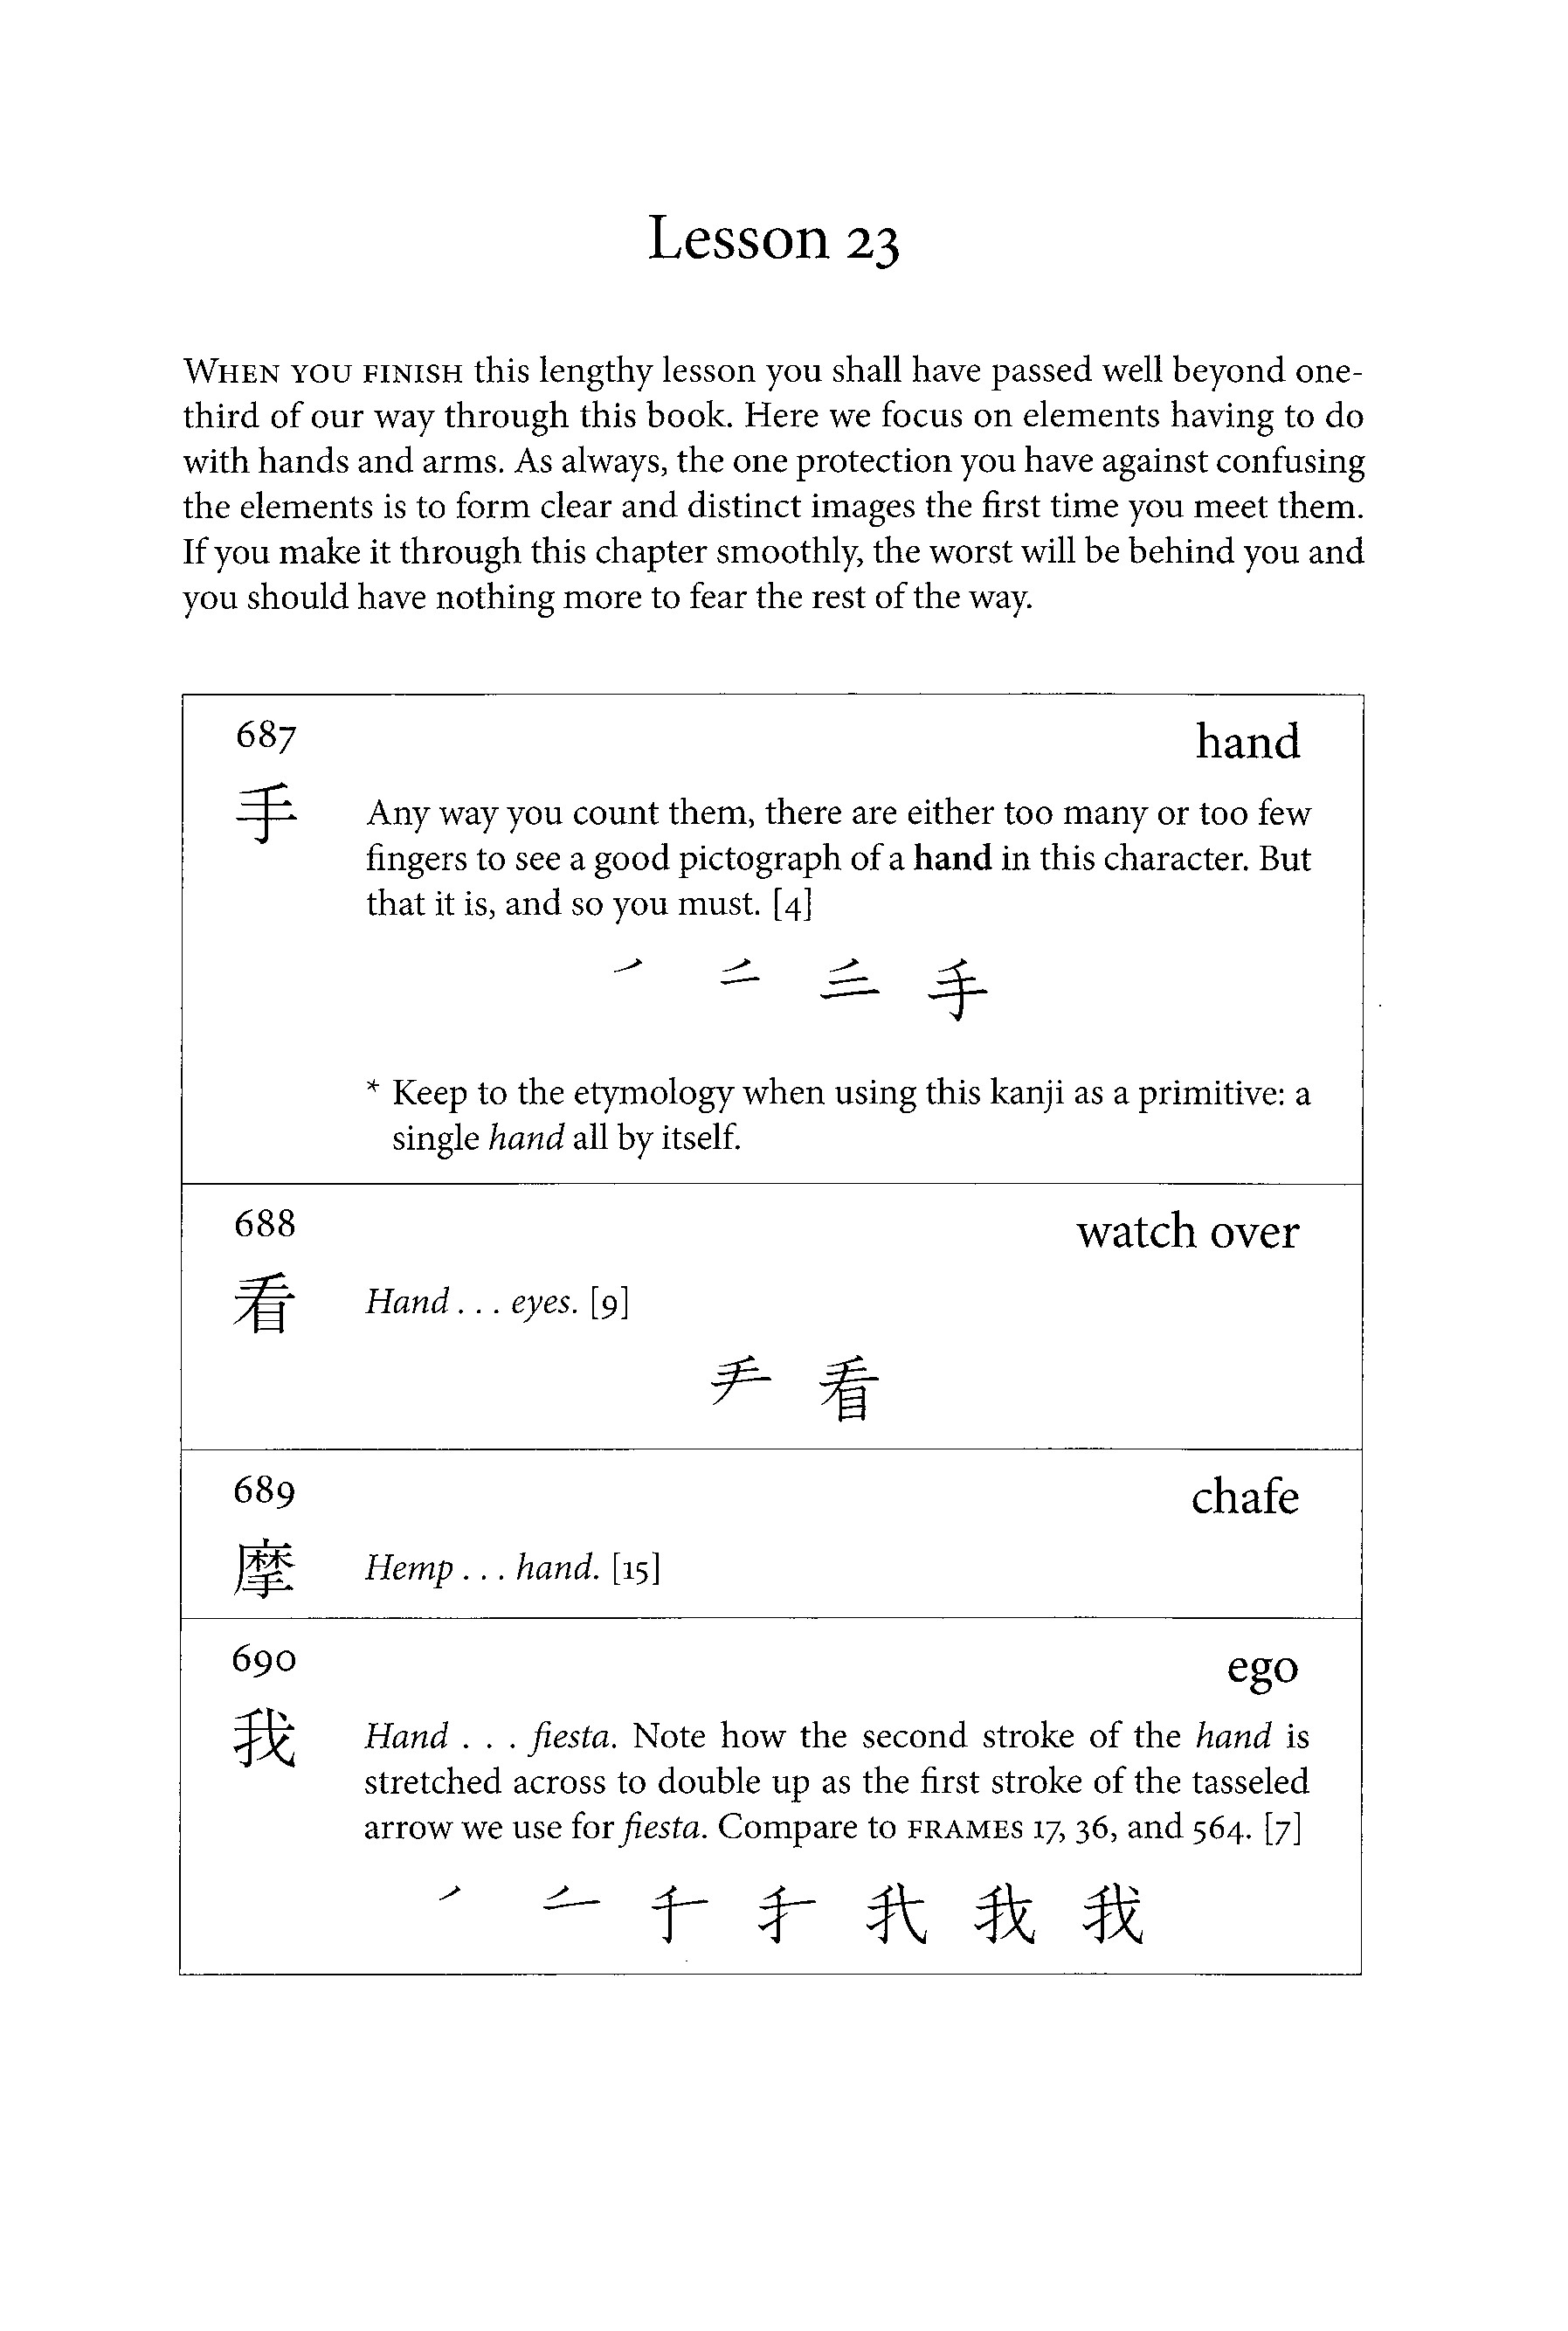 Lesson 23
WHEN YOU FINISH this lengthy lesson you shall have passed well beyond one-
third of our way through this book. Here we focus on elements having to do
with hands and arms. As always, the one protection you have against confusing
the elements is to form clear and distinct images the first time you meet them.
If you make it through this chapter smoothly, the worst will be behind you and
you should have nothing more to fear the rest of the way.
687 hand
手 Any way you count them, there are either too many or too few
fingers to see a good pictograph of a hand in this character. But
that it is, and so you must. [4]
手
* Keep to the etymology when using this kanji as a primitive: a
single hand all by itself.
688 watch over
看 Hand . . . eyes. [9]
看
689 chafe
摩 Hemp . . . hand. [15]
690 ego
我 Hand . . . fiesta. Note how the second stroke of the hand is
stretched across to double up as the first stroke of the tasseled
arrow we use for fiesta. Compare to FRAMES 17, 36, and 564. [7]
我